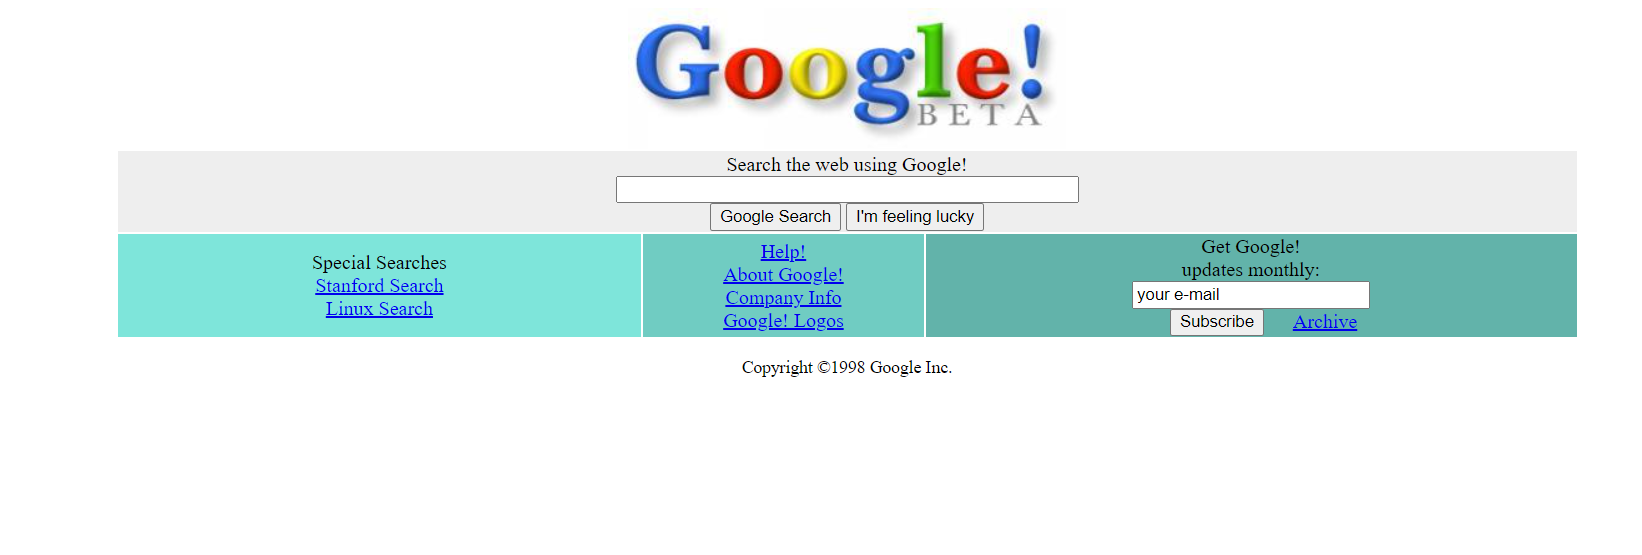 Google!
BETA
Search the web using Google!
Google Search I'm feeling lucky
Special Searches
Stanford Search
Linux Search
Help!
About Google!
Company Info
Google! Logos
Get Google!
updates monthly:
your e-mail
Subscribe Archive
Copyright ©1998 Google Inc.